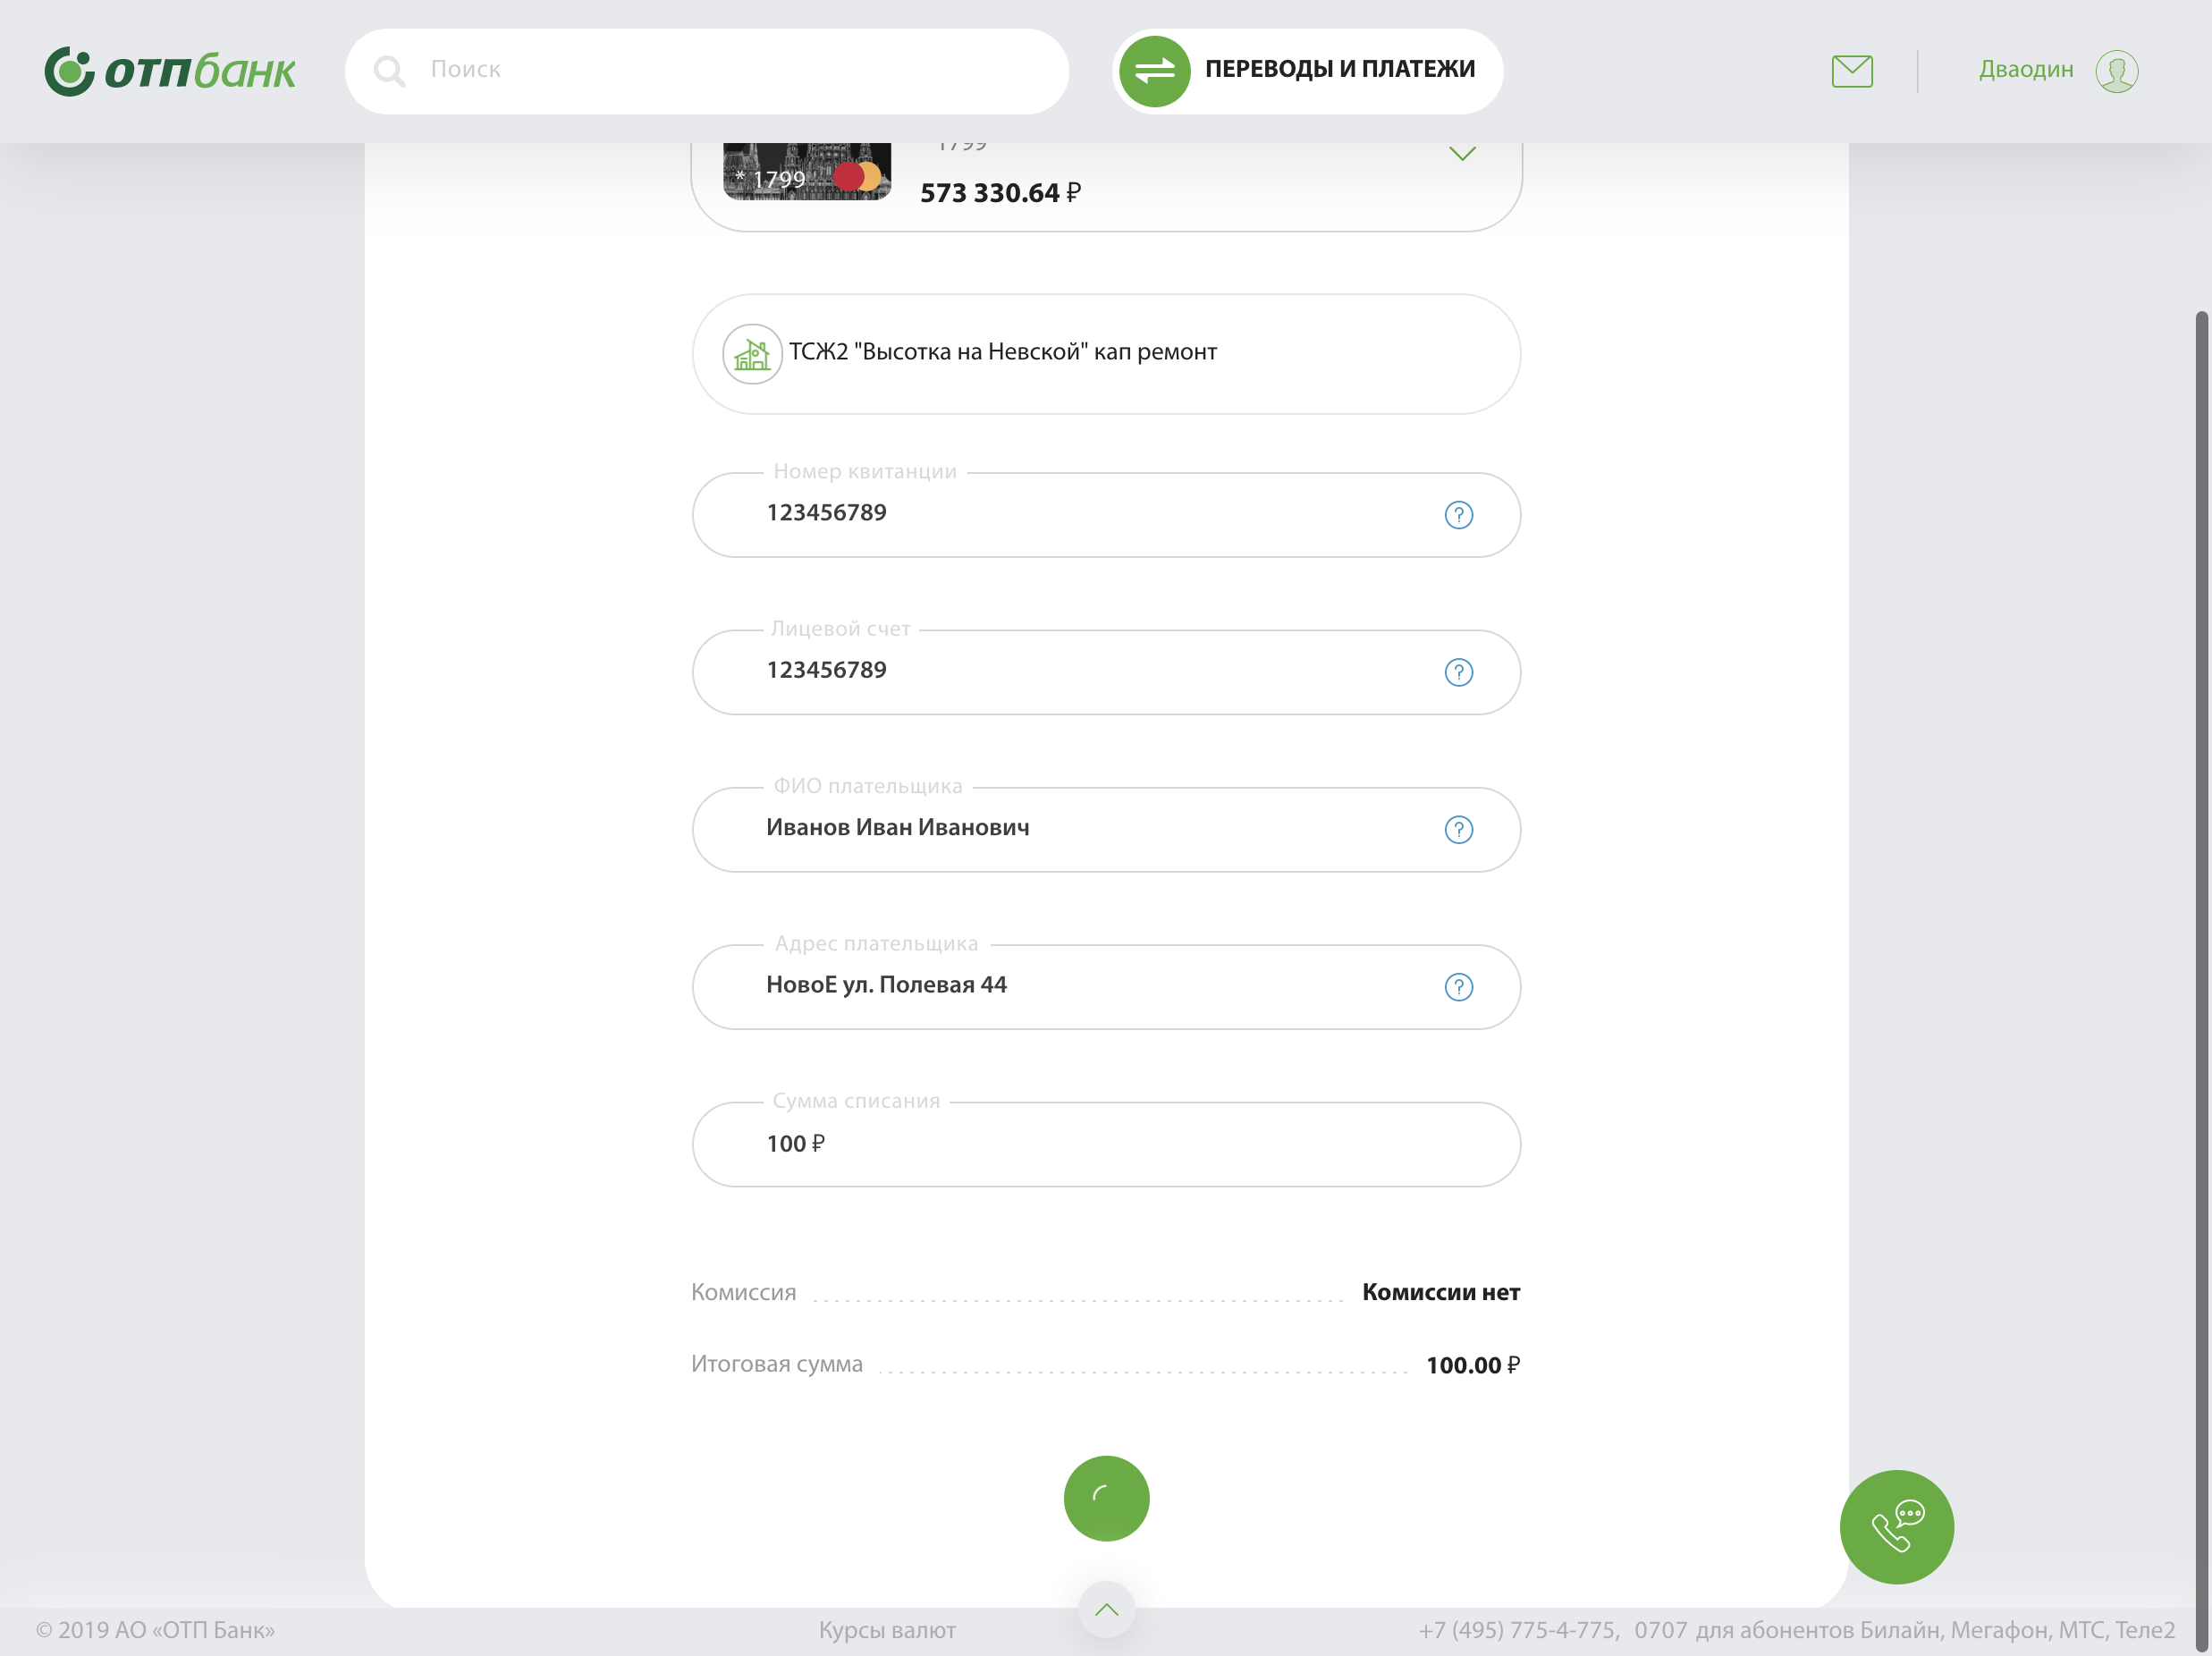 отпбанк
Поиск
ПЕРЕВОДЫ И ПЛАТЕЖИ
Дваодин
1799
* 1799
573 330.64 ₽
ТСЖ2 "Высотка на Невской" кап ремонт
Номер квитанции
123456789
Лицевой счет
123456789
ФИО плательщика
Иванов Иван Иванович
Адрес плательщика
НовоЕ ул. Полевая 44
Сумма списания
100 ₽
Комиссия
Комиссии нет
Итоговая сумма
100.00 ₽
© 2019 АО «ОТП Банк»
Курсы валют
+7 (495) 775-4-775, 0707 для абонентов Билайн, Мегафон, МТС, Теле2